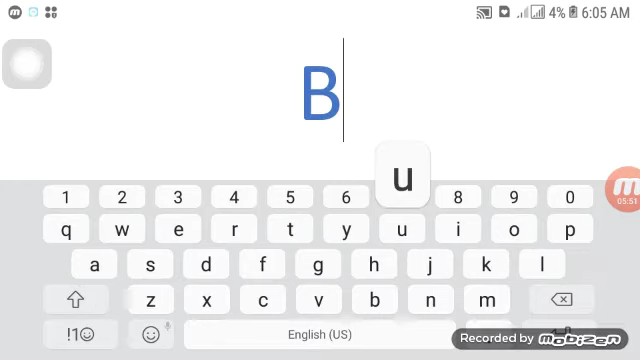 4% 6:05 AM
B
u
1 2 3 4 5 6 8 9 0
05:51
q w e r t y u i o p
a s d f g h j k l
z x c v b n m
!1☺ English (US)
Recorded by mobizen